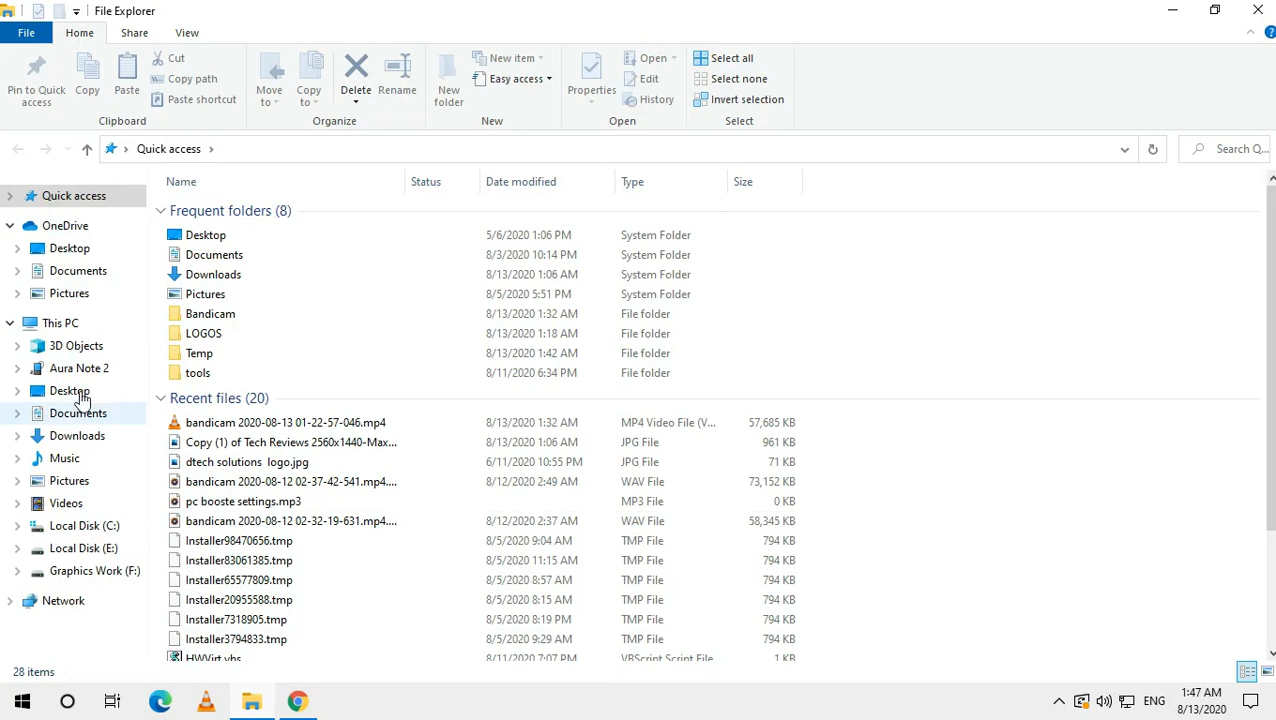 File Explorer
File Home Share View
Pin to Quick access
Copy
Paste
Cut
Copy path
Paste shortcut
Clipboard
Move to
Copy to
Delete
Rename
Organize
New folder
New item
Easy access
New
Properties
Open
Edit
History
Open
Select all
Select none
Invert selection
Select
Quick access
Search Q...
Quick access
OneDrive
Desktop
Documents
Pictures
This PC
3D Objects
Aura Note 2
Desktop
Documents
Downloads
Music
Pictures
Videos
Local Disk (C:)
Local Disk (E:)
Graphics Work (F:)
Network
Name Status Date modified Type Size
Frequent folders (8)
Desktop 5/6/2020 1:06 PM System Folder
Documents 8/3/2020 10:14 PM System Folder
Downloads 8/13/2020 1:06 AM System Folder
Pictures 8/5/2020 5:51 PM System Folder
Bandicam 8/13/2020 1:32 AM File folder
LOGOS 8/13/2020 1:18 AM File folder
Temp 8/13/2020 1:42 AM File folder
tools 8/11/2020 6:34 PM File folder
Recent files (20)
bandicam 2020-08-13 01-22-57-046.mp4 8/13/2020 1:32 AM MP4 Video File (V... 57,685 KB
Copy (1) of Tech Reviews 2560x1440-Max... 8/13/2020 1:06 AM JPG File 961 KB
dtech solutions logo.jpg 6/11/2020 10:55 PM JPG File 71 KB
bandicam 2020-08-12 02-37-42-541.mp4.... 8/12/2020 2:49 AM WAV File 73,152 KB
pc booste settings.mp3 MP3 File 0 KB
bandicam 2020-08-12 02-32-19-631.mp4.... 8/12/2020 2:37 AM WAV File 58,345 KB
Installer98470656.tmp 8/5/2020 9:04 AM TMP File 794 KB
Installer83061385.tmp 8/5/2020 11:15 AM TMP File 794 KB
Installer65577809.tmp 8/5/2020 8:57 AM TMP File 794 KB
Installer20955588.tmp 8/5/2020 8:15 AM TMP File 794 KB
Installer7318905.tmp 8/5/2020 8:19 PM TMP File 794 KB
Installer3794833.tmp 8/5/2020 9:29 AM TMP File 794 KB
HWVirt.vbs 8/11/2020 7:07 PM VBScript Script File 1 KB
28 items
ENG
1:47 AM
8/13/2020